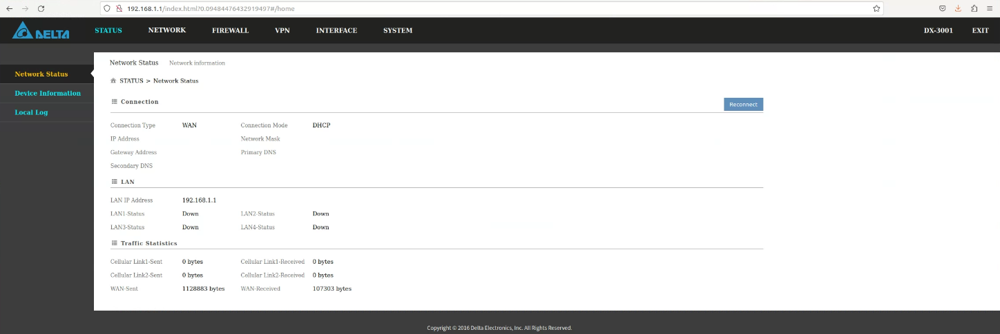 192.168.1.1/index.html?0.09484476432919497#/home
DELTA STATUS NETWORK FIREWALL VPN INTERFACE SYSTEM DX-3001 EXIT
Network Status
Device Information
Local Log
Network Status Network information
STATUS > Network Status
Connection Reconnect
Connection Type WAN Connection Mode DHCP
IP Address Network Mask
Gateway Address Primary DNS
Secondary DNS
LAN
LAN IP Address 192.168.1.1
LAN1-Status Down LAN2-Status Down
LAN3-Status Down LAN4-Status Down
Traffic Statistics
Cellular Link1-Sent 0 bytes Cellular Link1-Received 0 bytes
Cellular Link2-Sent 0 bytes Cellular Link2-Received 0 bytes
WAN-Sent 1128883 bytes WAN-Received 107303 bytes
Copyright © 2016 Delta Electronics, Inc. All Rights Reserved.